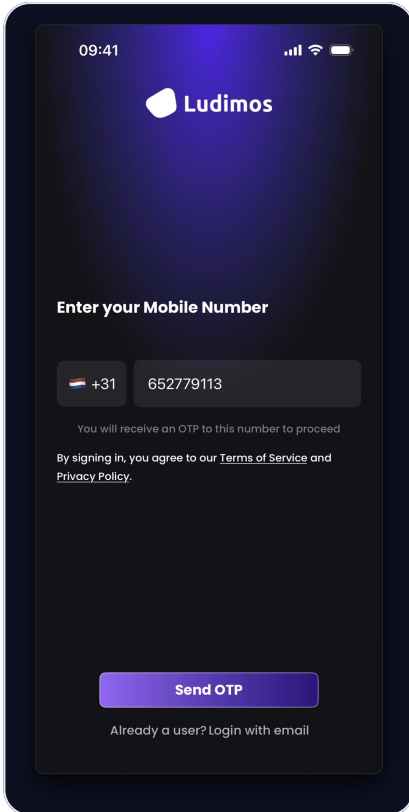 09:41
Ludimos
Enter your Mobile Number
+31 652779113
You will receive an OTP to this number to proceed
By signing in, you agree to our Terms of Service and
Privacy Policy.
Send OTP
Already a user? Login with email